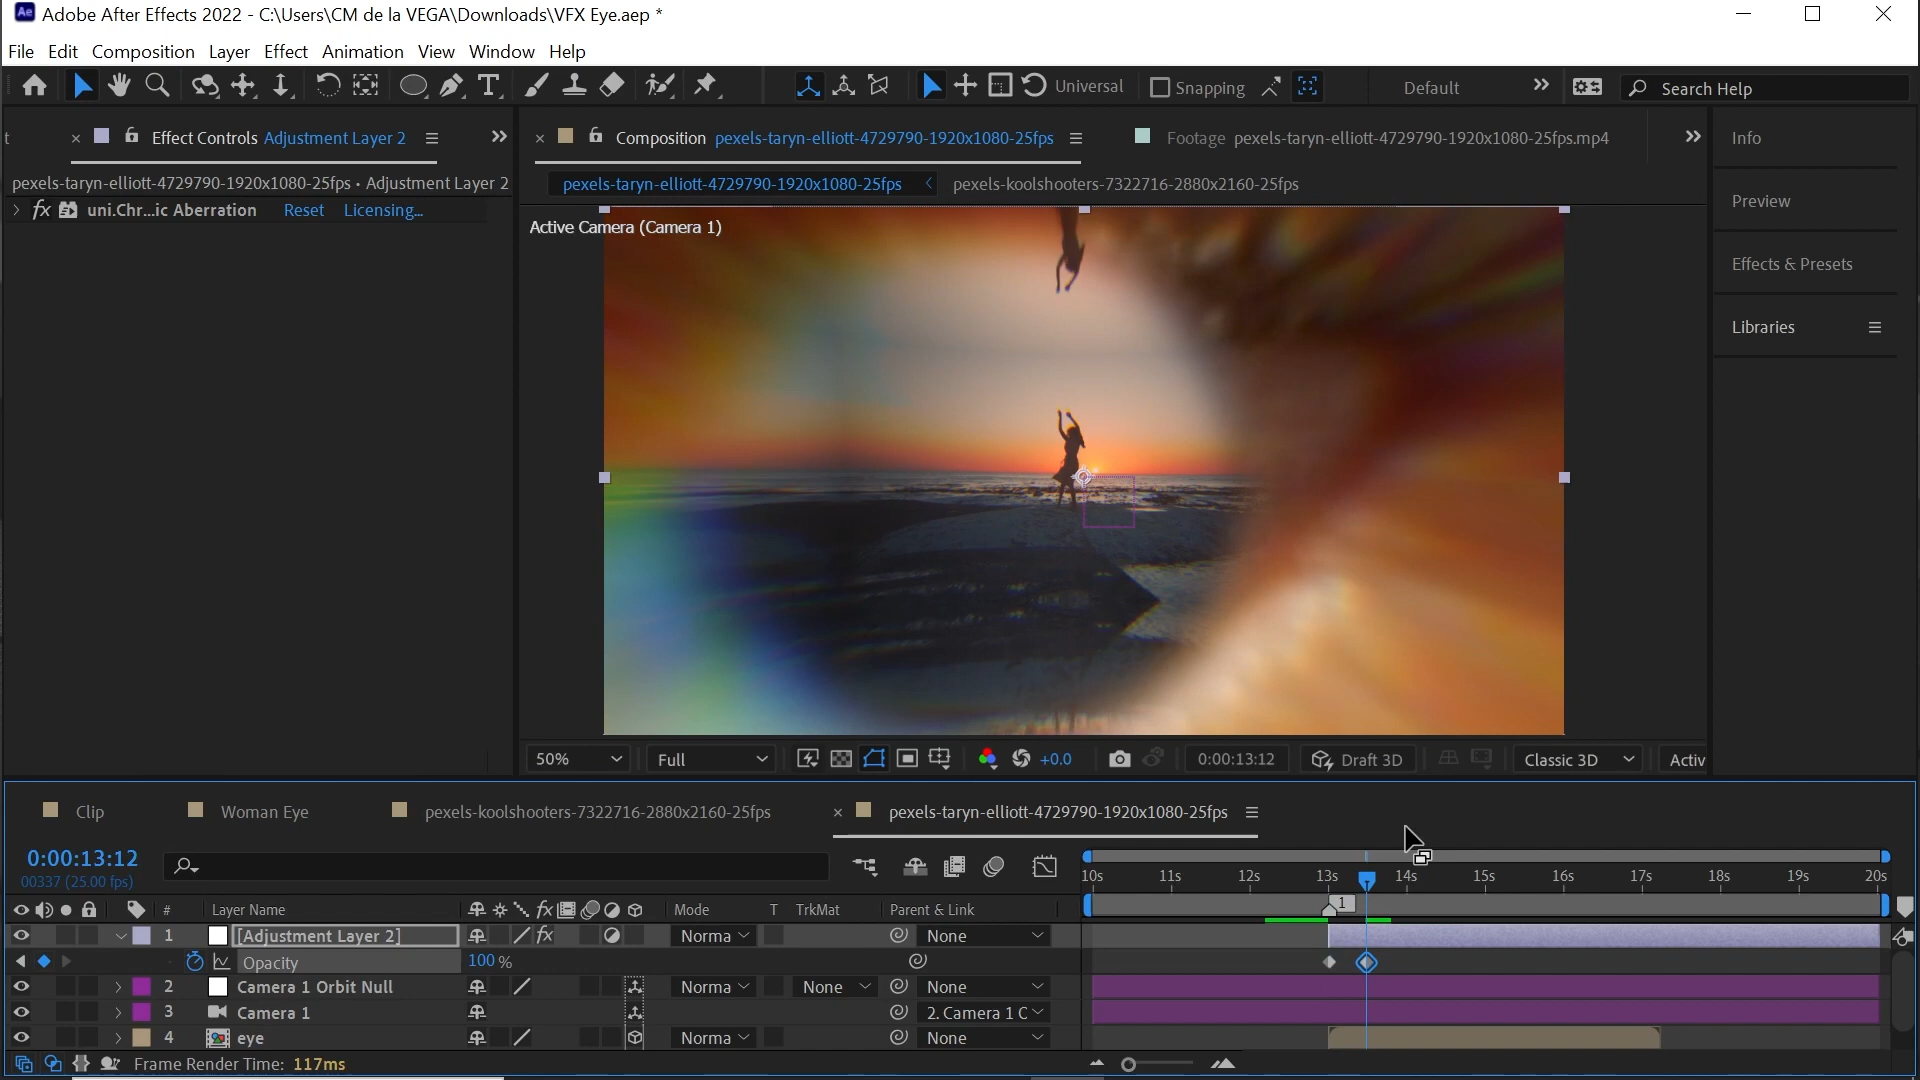 Adobe After Effects 2022 - C:\Users\CM de la VEGA\Downloads\VFX Eye.aep *
File Edit Composition Layer Effect Animation View Window Help
Universal Snapping Default Search Help
t × Effect Controls Adjustment Layer 2
× Composition pexels-taryn-elliott-4729790-1920x1080-25fps Footage pexels-taryn-elliott-4729790-1920x1080-25fps.mp4
pexels-taryn-elliott-4729790-1920x1080-25fps • Adjustment Layer 2
pexels-taryn-elliott-4729790-1920x1080-25fps pexels-koolshooters-7322716-2880x2160-25fps
fx uni.Chr...ic Aberration Reset Licensing...
Active Camera (Camera 1)
Info
Preview
Effects & Presets
Libraries
50% Full +0.0 0:00:13:12 Draft 3D Classic 3D Activ
Clip Woman Eye pexels-koolshooters-7322716-2880x2160-25fps × pexels-taryn-elliott-4729790-1920x1080-25fps
0:00:13:12
00337 (25.00 fps)
10s 11s 12s 13s 14s 15s 16s 17s 18s 19s 20s
# Layer Name fx Mode T TrkMat Parent & Link
1
1 [Adjustment Layer 2] fx Norma None
Opacity 100 %
2 Camera 1 Orbit Null Norma None None
3 Camera 1 2. Camera 1 C
4 eye Norma None
Frame Render Time: 117ms